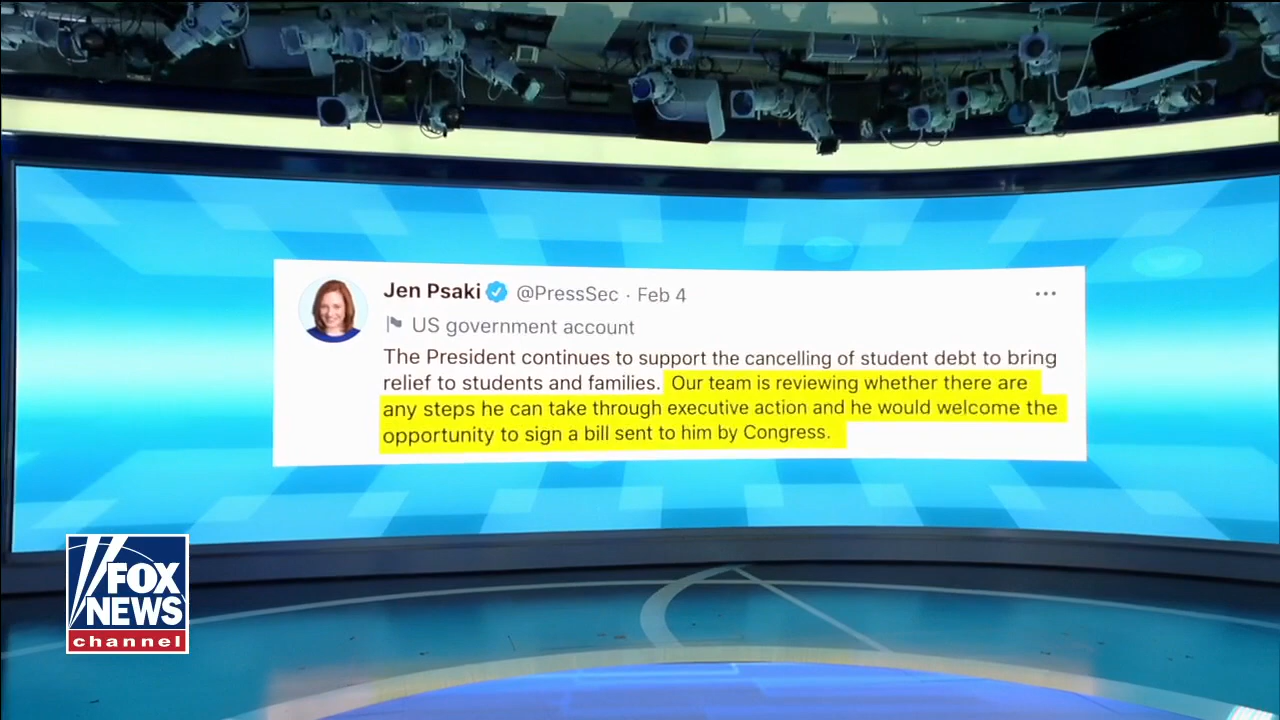 Jen Psaki @PressSec · Feb 4
US government account
The President continues to support the cancelling of student debt to bring
relief to students and families. Our team is reviewing whether there are
any steps he can take through executive action and he would welcome the
opportunity to sign a bill sent to him by Congress.
FOX
NEWS
channel